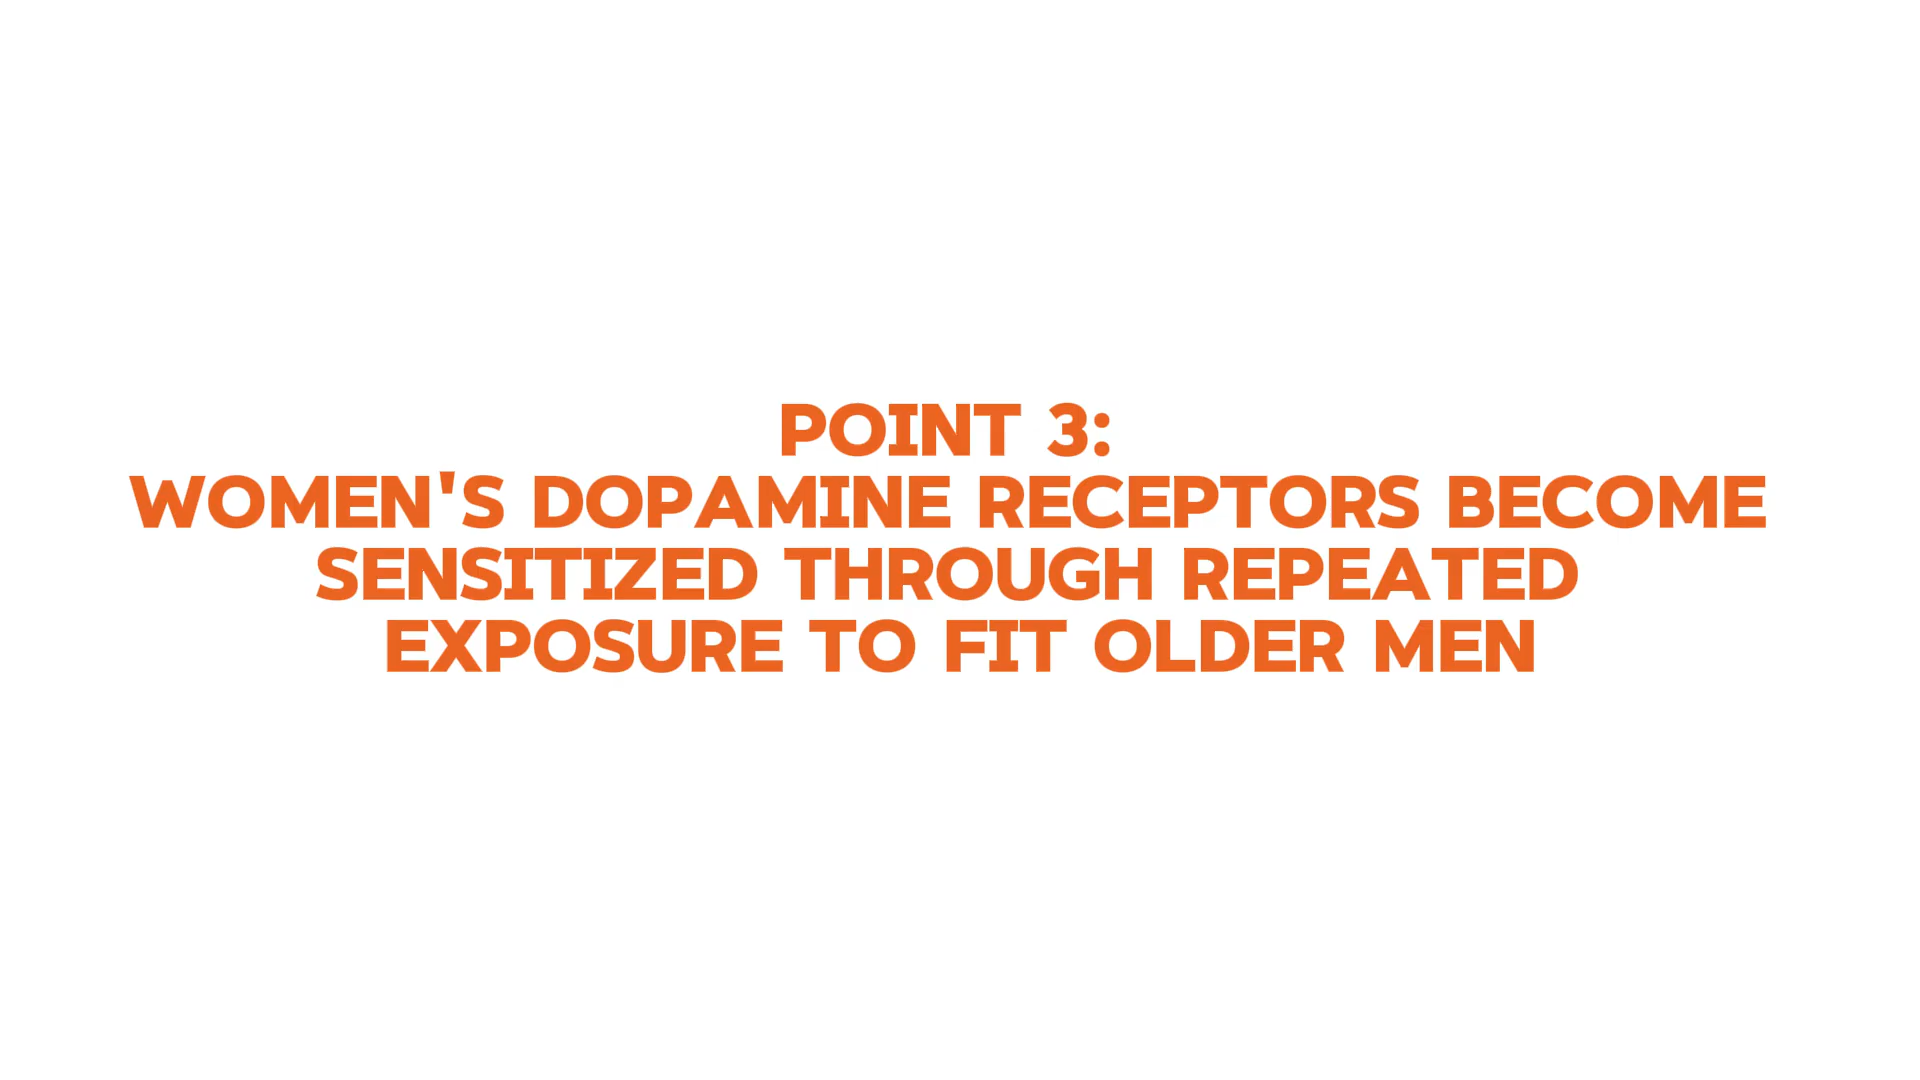 POINT 3:
WOMEN'S DOPAMINE RECEPTORS BECOME
SENSITIZED THROUGH REPEATED
EXPOSURE TO FIT OLDER MEN